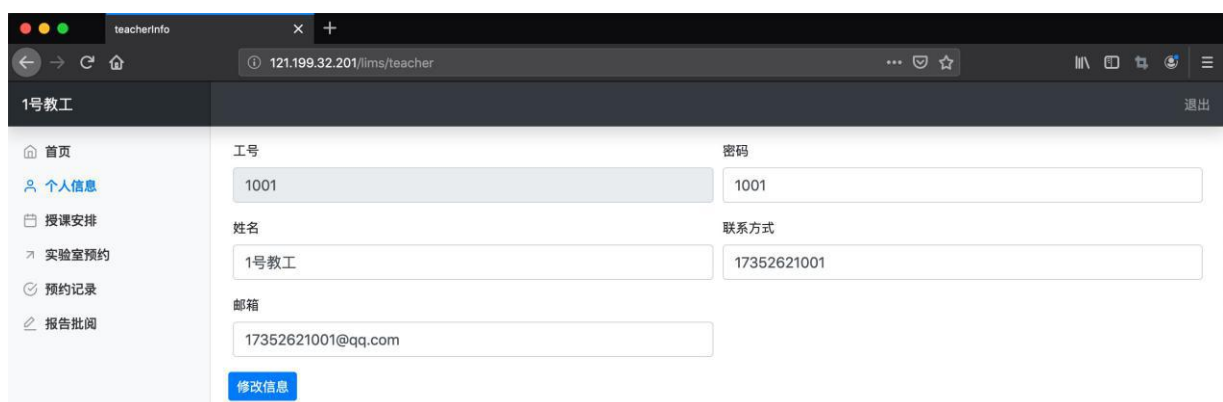 teacherInfo
121.199.32.201/lims/teacher
1号教工
退出
首页
个人信息
授课安排
实验室预约
预约记录
报告批阅
工号
密码
1001
1001
姓名
联系方式
1号教工
17352621001
邮箱
17352621001@qq.com
修改信息